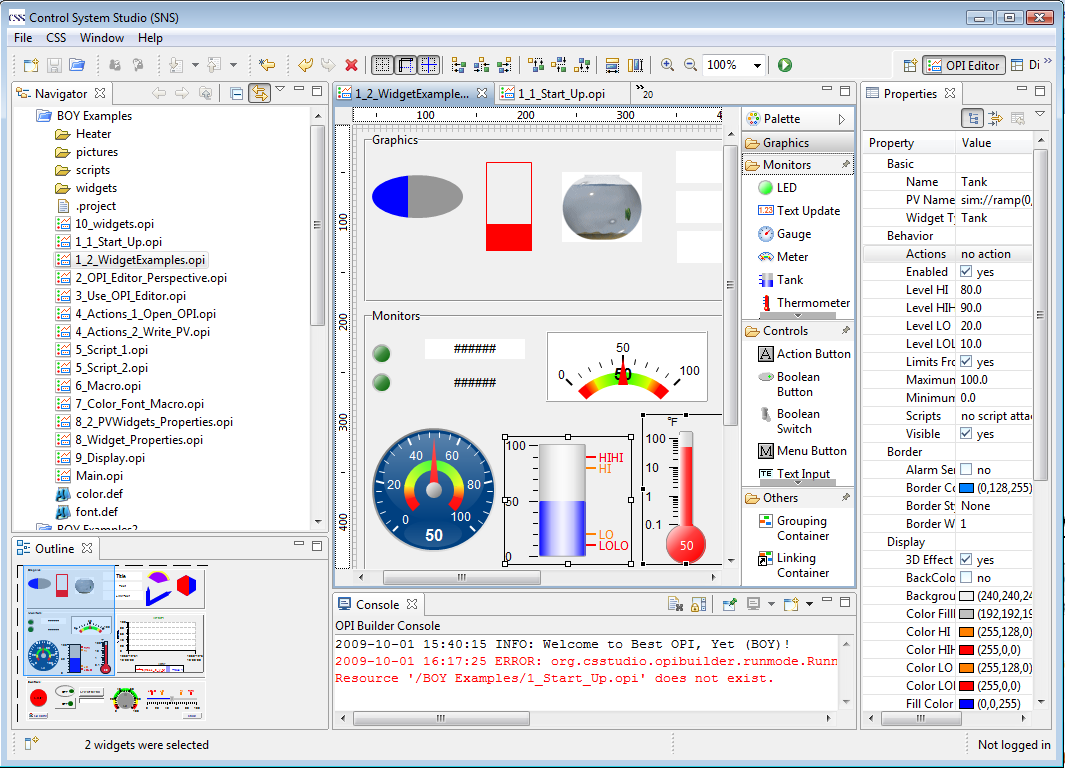 CSS Control System Studio (SNS)
File CSS Window Help
100%
OPI Editor
Di
Navigator
BOY Examples
Heater
pictures
scripts
widgets
.project
10_widgets.opi
1_1_Start_Up.opi
1_2_WidgetExamples.opi
2_OPI_Editor_Perspective.opi
3_Use_OPI_Editor.opi
4_Actions_1_Open_OPI.opi
4_Actions_2_Write_PV.opi
5_Script_1.opi
5_Script_2.opi
6_Macro.opi
7_Color_Font_Macro.opi
8_2_PVWidgets_Properties.opi
8_Widget_Properties.opi
9_Display.opi
Main.opi
color.def
font.def
BOY Examples2
Outline
Title
1_2_WidgetExample...
1_1_Start_Up.opi
»20
100 200 300 4
100
200
300
400
Graphics
Monitors
######
######
0 50 100
50
0 20 40 60 80 100
50
100
50
0
HIHI
HI
LO
LOLO
°F
100
10
1
0.1
50
Palette
Graphics
Monitors
LED
1.23 Text Update
Gauge
Meter
Tank
Thermometer
Controls
A Action Button
Boolean
Button
Boolean
Switch
M Menu Button
TE Text Input
Others
Grouping
Container
Linking
Container
Console
OPI Builder Console
2009-10-01 15:40:15 INFO: Welcome to Best OPI, Yet (BOY)!
2009-10-01 16:17:25 ERROR: org.csstudio.opibuilder.runmode.Runn
Resource '/BOY Examples/1_Start_Up.opi' does not exist.
Properties
Property Value
Basic
Name Tank
PV Name sim://ramp(0,
Widget Ty Tank
Behavior
Actions no action
Enabled yes
Level HI 80.0
Level HIH 90.0
Level LO 20.0
Level LOL 10.0
Limits Fro yes
Maximum 100.0
Minimum 0.0
Scripts no script attac
Visible yes
Border
Alarm Sen no
Border Co (0,128,255)
Border Sty None
Border W 1
Display
3D Effect yes
BackColo no
Backgrou (240,240,24
Color Fill (192,192,19
Color HI (255,128,0)
Color HIH (255,0,0)
Color LO (255,128,0)
Color LOL (255,0,0)
Fill Color (0,0,255)
2 widgets were selected
Not logged in